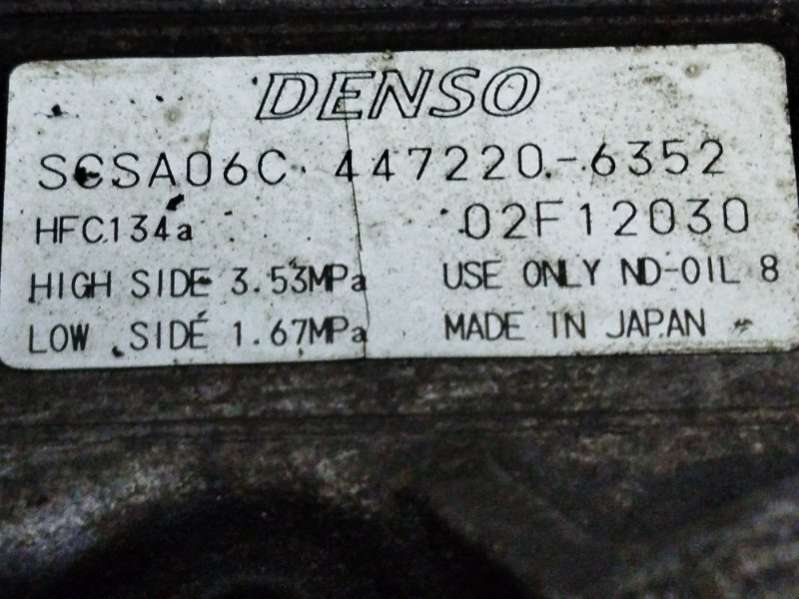 DENSO
SCSA06C 447220-6352
HFC134a 02F12030
HIGH SIDE 3.53MPa USE ONLY ND-OIL 8
LOW SIDE 1.67MPa MADE IN JAPAN